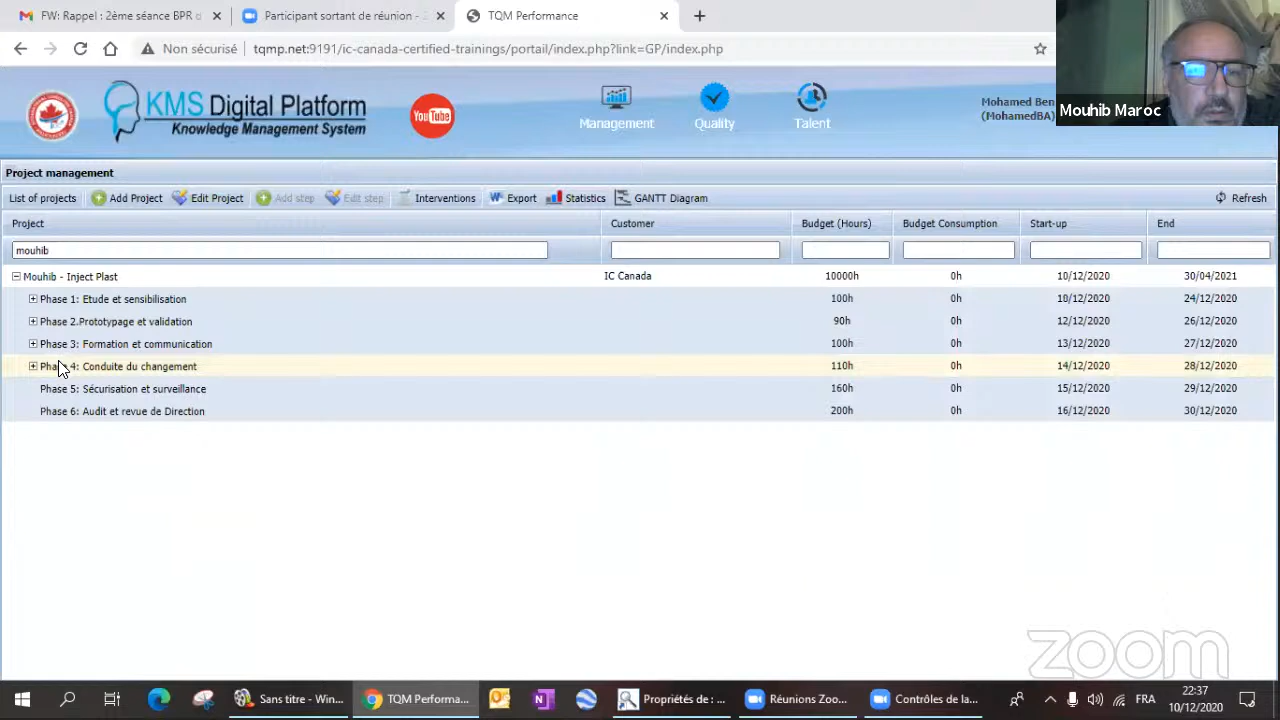 FW: Rappel : 2ème séance BPR d
Participant sortant de réunion - 2
TQM Performance
Non sécurisé
tqmp.net:9191/ic-canada-certified-trainings/portail/index.php?link=GP/index.php
KMS Digital Platform
Knowledge Management System
YouTube
Management
Quality
Talent
Mohamed Ben
(MohamedBA)
Mouhib Maroc
Project management
List of projects
Add Project
Edit Project
Add step
Edit step
Interventions
Export
Statistics
GANTT Diagram
Refresh
Project Customer Budget (Hours) Budget Consumption Start-up End
mouhib
Mouhib - Inject Plast IC Canada 10000h 0h 10/12/2020 30/04/2021
Phase 1: Etude et sensibilisation 100h 0h 10/12/2020 24/12/2020
Phase 2.Prototypage et validation 90h 0h 12/12/2020 26/12/2020
Phase 3: Formation et communication 100h 0h 13/12/2020 27/12/2020
Phase 4: Conduite du changement 110h 0h 14/12/2020 28/12/2020
Phase 5: Sécurisation et surveillance 160h 0h 15/12/2020 29/12/2020
Phase 6: Audit et revue de Direction 200h 0h 16/12/2020 30/12/2020
zoom
Sans titre - Win...
TQM Performa...
Propriétés de : ...
Réunions Zoo...
Contrôles de la...
FRA
22:37
10/12/2020